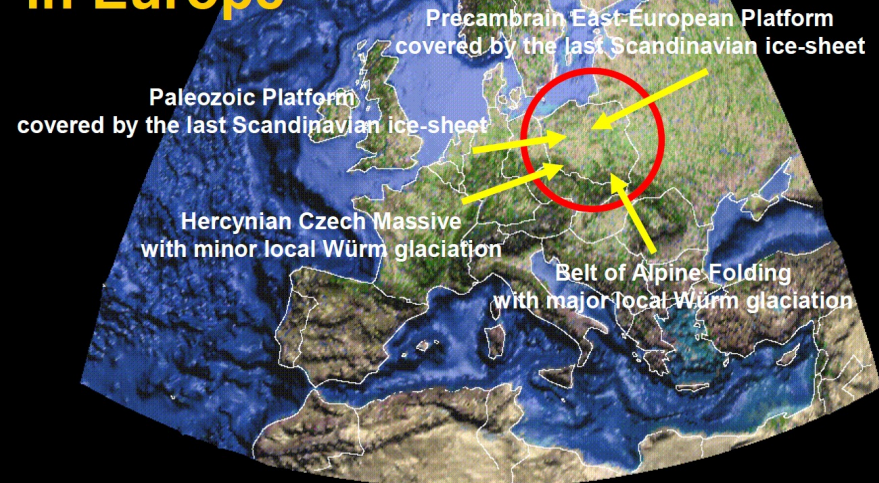 in Europe
Precambrain East-European Platform
covered by the last Scandinavian ice-sheet
Paleozoic Platform
covered by the last Scandinavian ice-sheet
Hercynian Czech Massive
with minor local Würm glaciation
Belt of Alpine Folding
with major local Würm glaciation